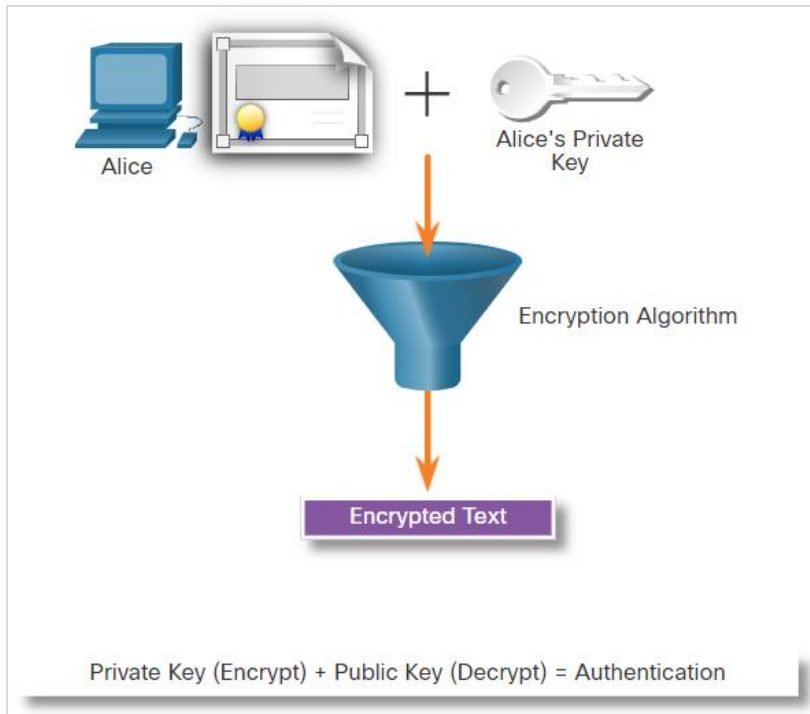 Alice
Alice's Private
Key
Encryption Algorithm
Encrypted Text
Private Key (Encrypt) + Public Key (Decrypt) = Authentication